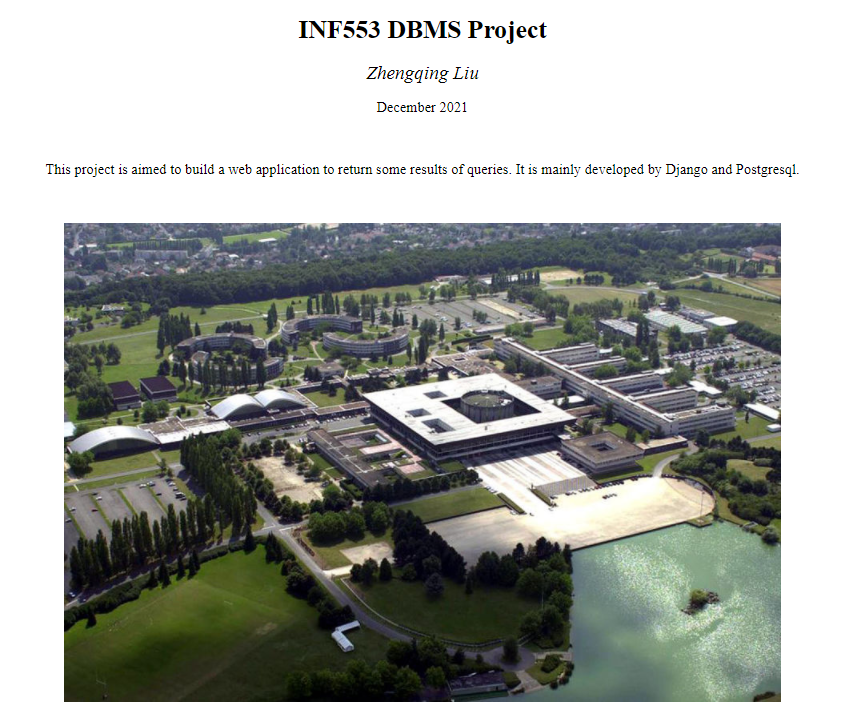 INF553 DBMS Project
Zhengqing Liu
December 2021
This project is aimed to build a web application to return some results of queries. It is mainly developed by Django and Postgresql.